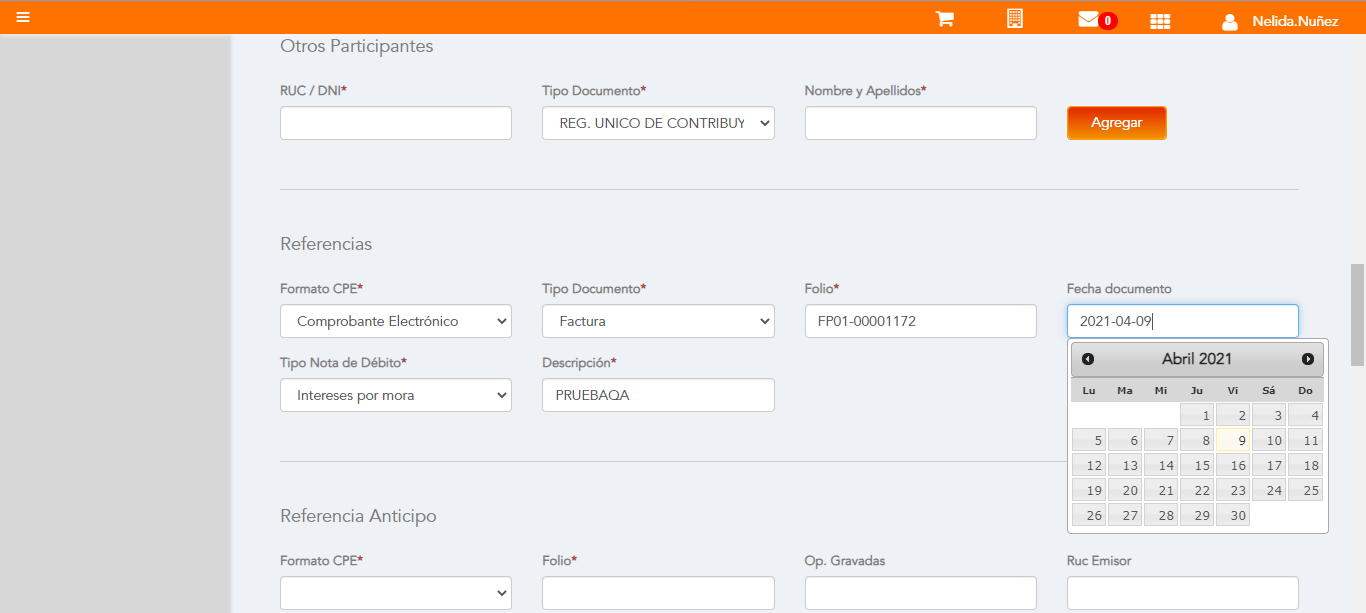 0
Nelida.Nuñez
Otros Participantes
RUC / DNI*
Tipo Documento*
Nombre y Apellidos*
REG. UNICO DE CONTRIBUY
Agregar
Referencias
Formato CPE*
Tipo Documento*
Folio*
Fecha documento
Comprobante Electrónico
Factura
FP01-00001172
2021-04-09
Tipo Nota de Débito*
Descripción*
Intereses por mora
PRUEBAQA
Abril 2021
Lu Ma Mi Ju Vi Sá Do
1 2 3 4
5 6 7 8 9 10 11
12 13 14 15 16 17 18
19 20 21 22 23 24 25
26 27 28 29 30
Referencia Anticipo
Formato CPE*
Folio*
Op. Gravadas
Ruc Emisor